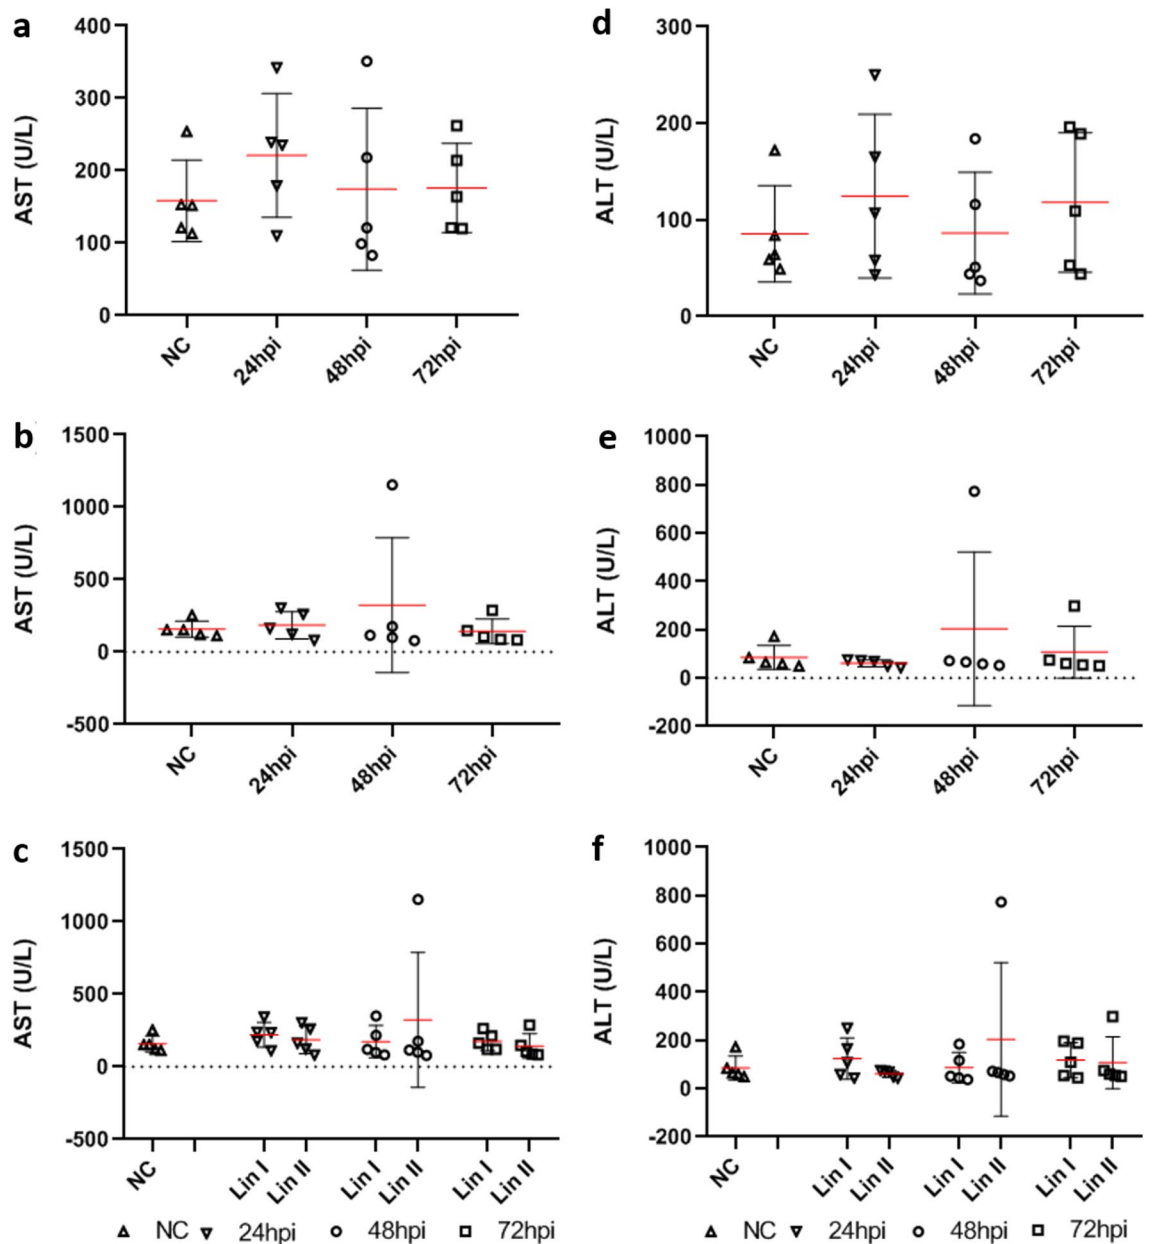 a
AST (U/L)
400
300
200
100
0
NC
24hpi
48hpi
72hpi
d
ALT (U/L)
300
200
100
0
NC
24hpi
48hpi
72hpi
b
AST (U/L)
1500
1000
500
0
-500
NC
24hpi
48hpi
72hpi
e
ALT (U/L)
1000
800
600
400
200
0
-200
NC
24hpi
48hpi
72hpi
c
AST (U/L)
1500
1000
500
0
-500
NC
Lin I
Lin II
Lin I
Lin II
Lin I
Lin II
NC 24hpi 48hpi 72hpi
f
ALT (U/L)
1000
800
600
400
200
0
-200
NC
Lin I
Lin II
Lin I
Lin II
Lin I
Lin II
NC 24hpi 48hpi 72hpi